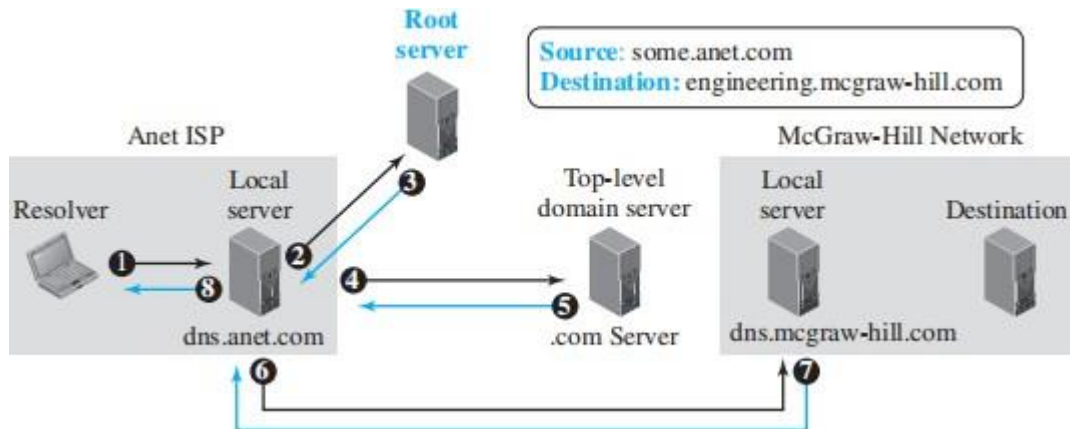 Root
server
Source: some.anet.com
Destination: engineering.mcgraw-hill.com
Anet ISP
McGraw-Hill Network
Resolver
Local
server
Top-level
domain server
Local
server
Destination
1
2
3
4
5
6
7
8
dns.anet.com
.com Server
dns.mcgraw-hill.com